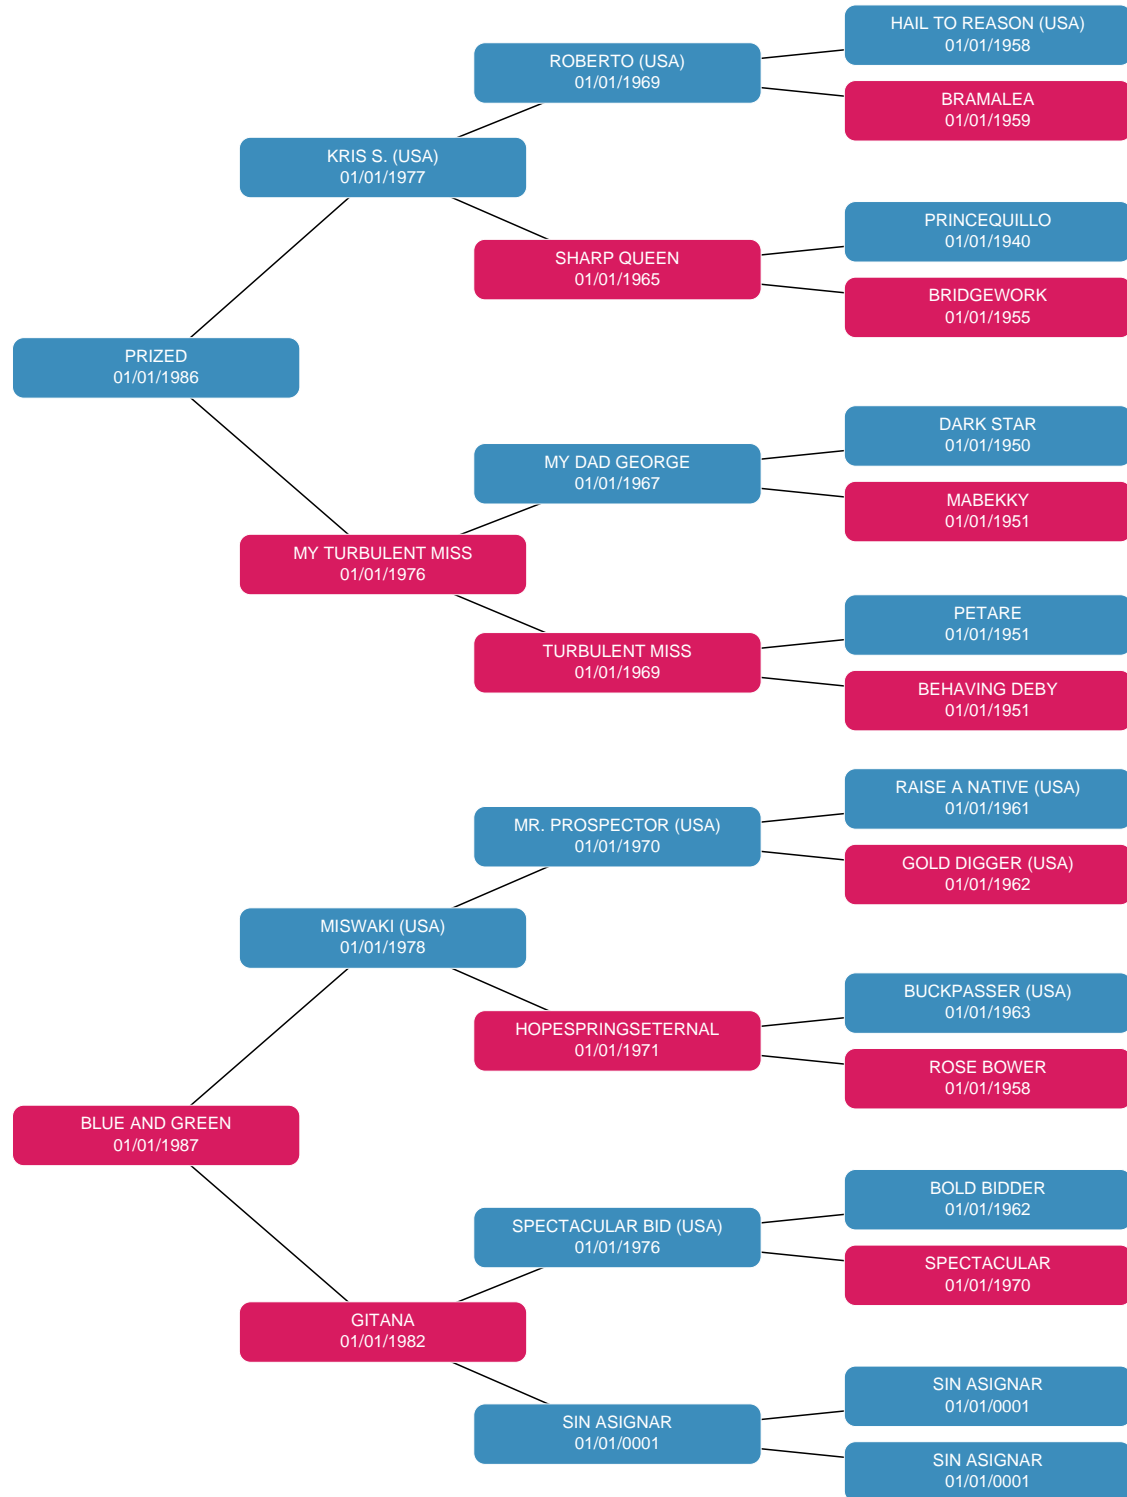 HAIL TO REASON (USA)
01/01/1958
ROBERTO (USA)
01/01/1969
BRAMALEA
01/01/1959
KRIS S. (USA)
01/01/1977
PRINCEQUILLO
01/01/1940
SHARP QUEEN
01/01/1965
BRIDGEWORK
01/01/1955
PRIZED
01/01/1986
DARK STAR
01/01/1950
MY DAD GEORGE
01/01/1967
MABEKKY
01/01/1951
MY TURBULENT MISS
01/01/1976
PETARE
01/01/1951
TURBULENT MISS
01/01/1969
BEHAVING DEBY
01/01/1951
RAISE A NATIVE (USA)
01/01/1961
MR. PROSPECTOR (USA)
01/01/1970
GOLD DIGGER (USA)
01/01/1962
MISWAKI (USA)
01/01/1978
BUCKPASSER (USA)
01/01/1963
HOPESPRINGSETERNAL
01/01/1971
ROSE BOWER
01/01/1958
BLUE AND GREEN
01/01/1987
BOLD BIDDER
01/01/1962
SPECTACULAR BID (USA)
01/01/1976
SPECTACULAR
01/01/1970
GITANA
01/01/1982
SIN ASIGNAR
01/01/0001
SIN ASIGNAR
01/01/0001
SIN ASIGNAR
01/01/0001